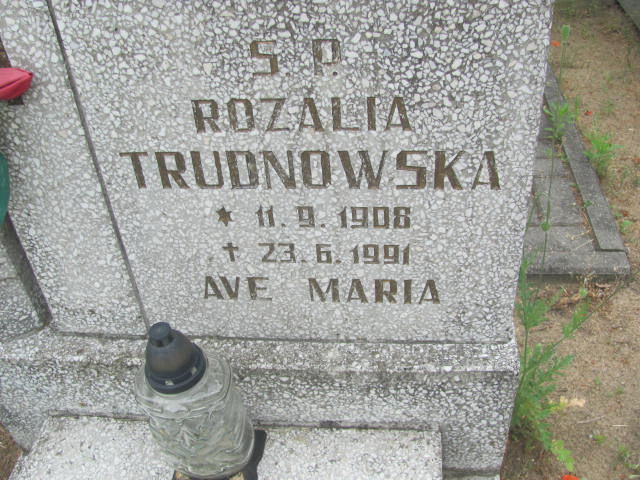 S. P.
ROZALIA
TRUDNOWSKA
* 11. 9. 1908
✝ 23. 6. 1991
AVE MARIA